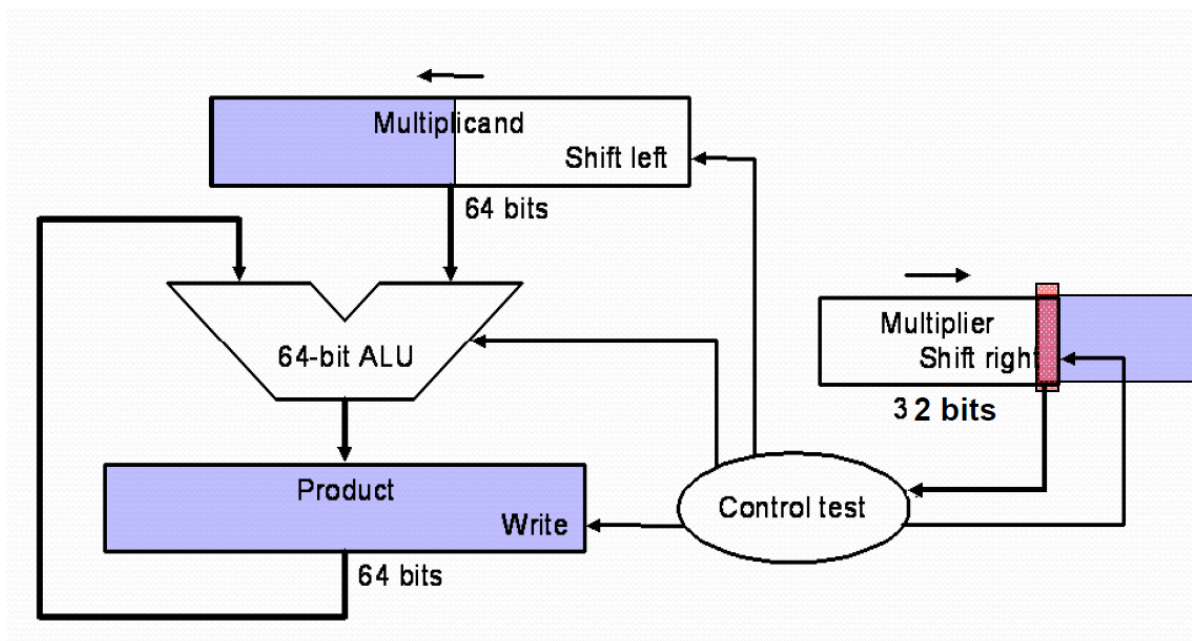 Multiplicand
Shift left
64 bits
64-bit ALU
Multiplier
Shift right
32 bits
Product
Write
Control test
64 bits